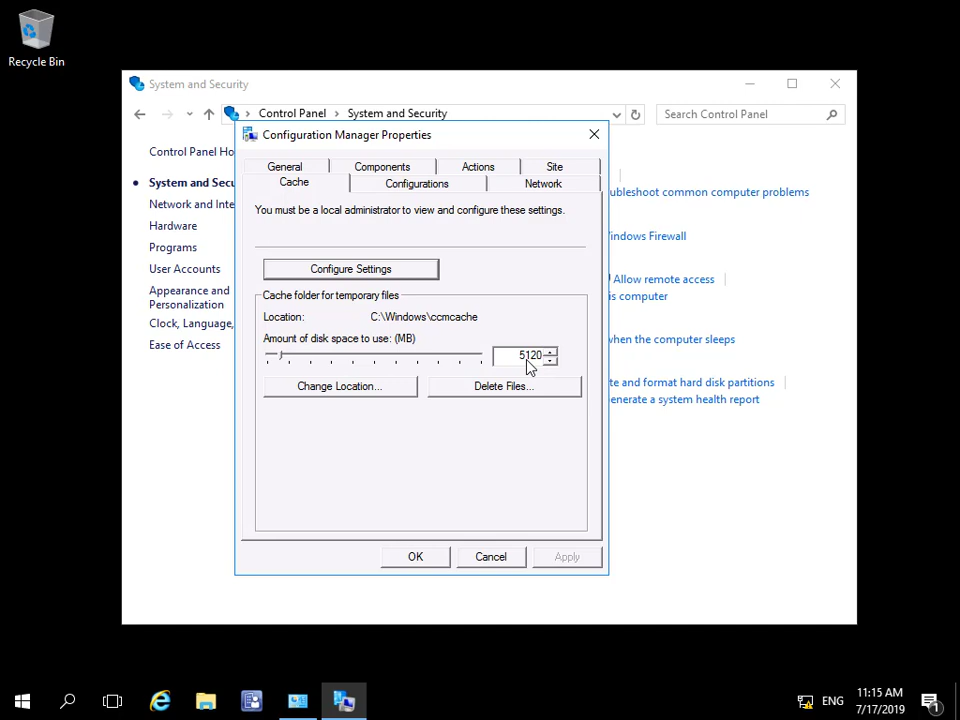 Recycle Bin
System and Security
Control Panel
System and Security
Search Control Panel
Configuration Manager Properties
Control Panel Ho
System and Secu
Network and Inte
Hardware
Programs
User Accounts
Appearance and
Personalization
Clock, Language,
Ease of Access
General
Components
Actions
Site
Cache
Configurations
Network
You must be a local administrator to view and configure these settings.
Configure Settings
Cache folder for temporary files
Location:
C:\Windows\ccmcache
Amount of disk space to use: (MB)
5120
Change Location...
Delete Files...
OK
Cancel
Apply
ubleshoot common computer problems
indows Firewall
Allow remote access
is computer
when the computer sleeps
te and format hard disk partitions
enerate a system health report
ENG
11:15 AM
7/17/2019
1